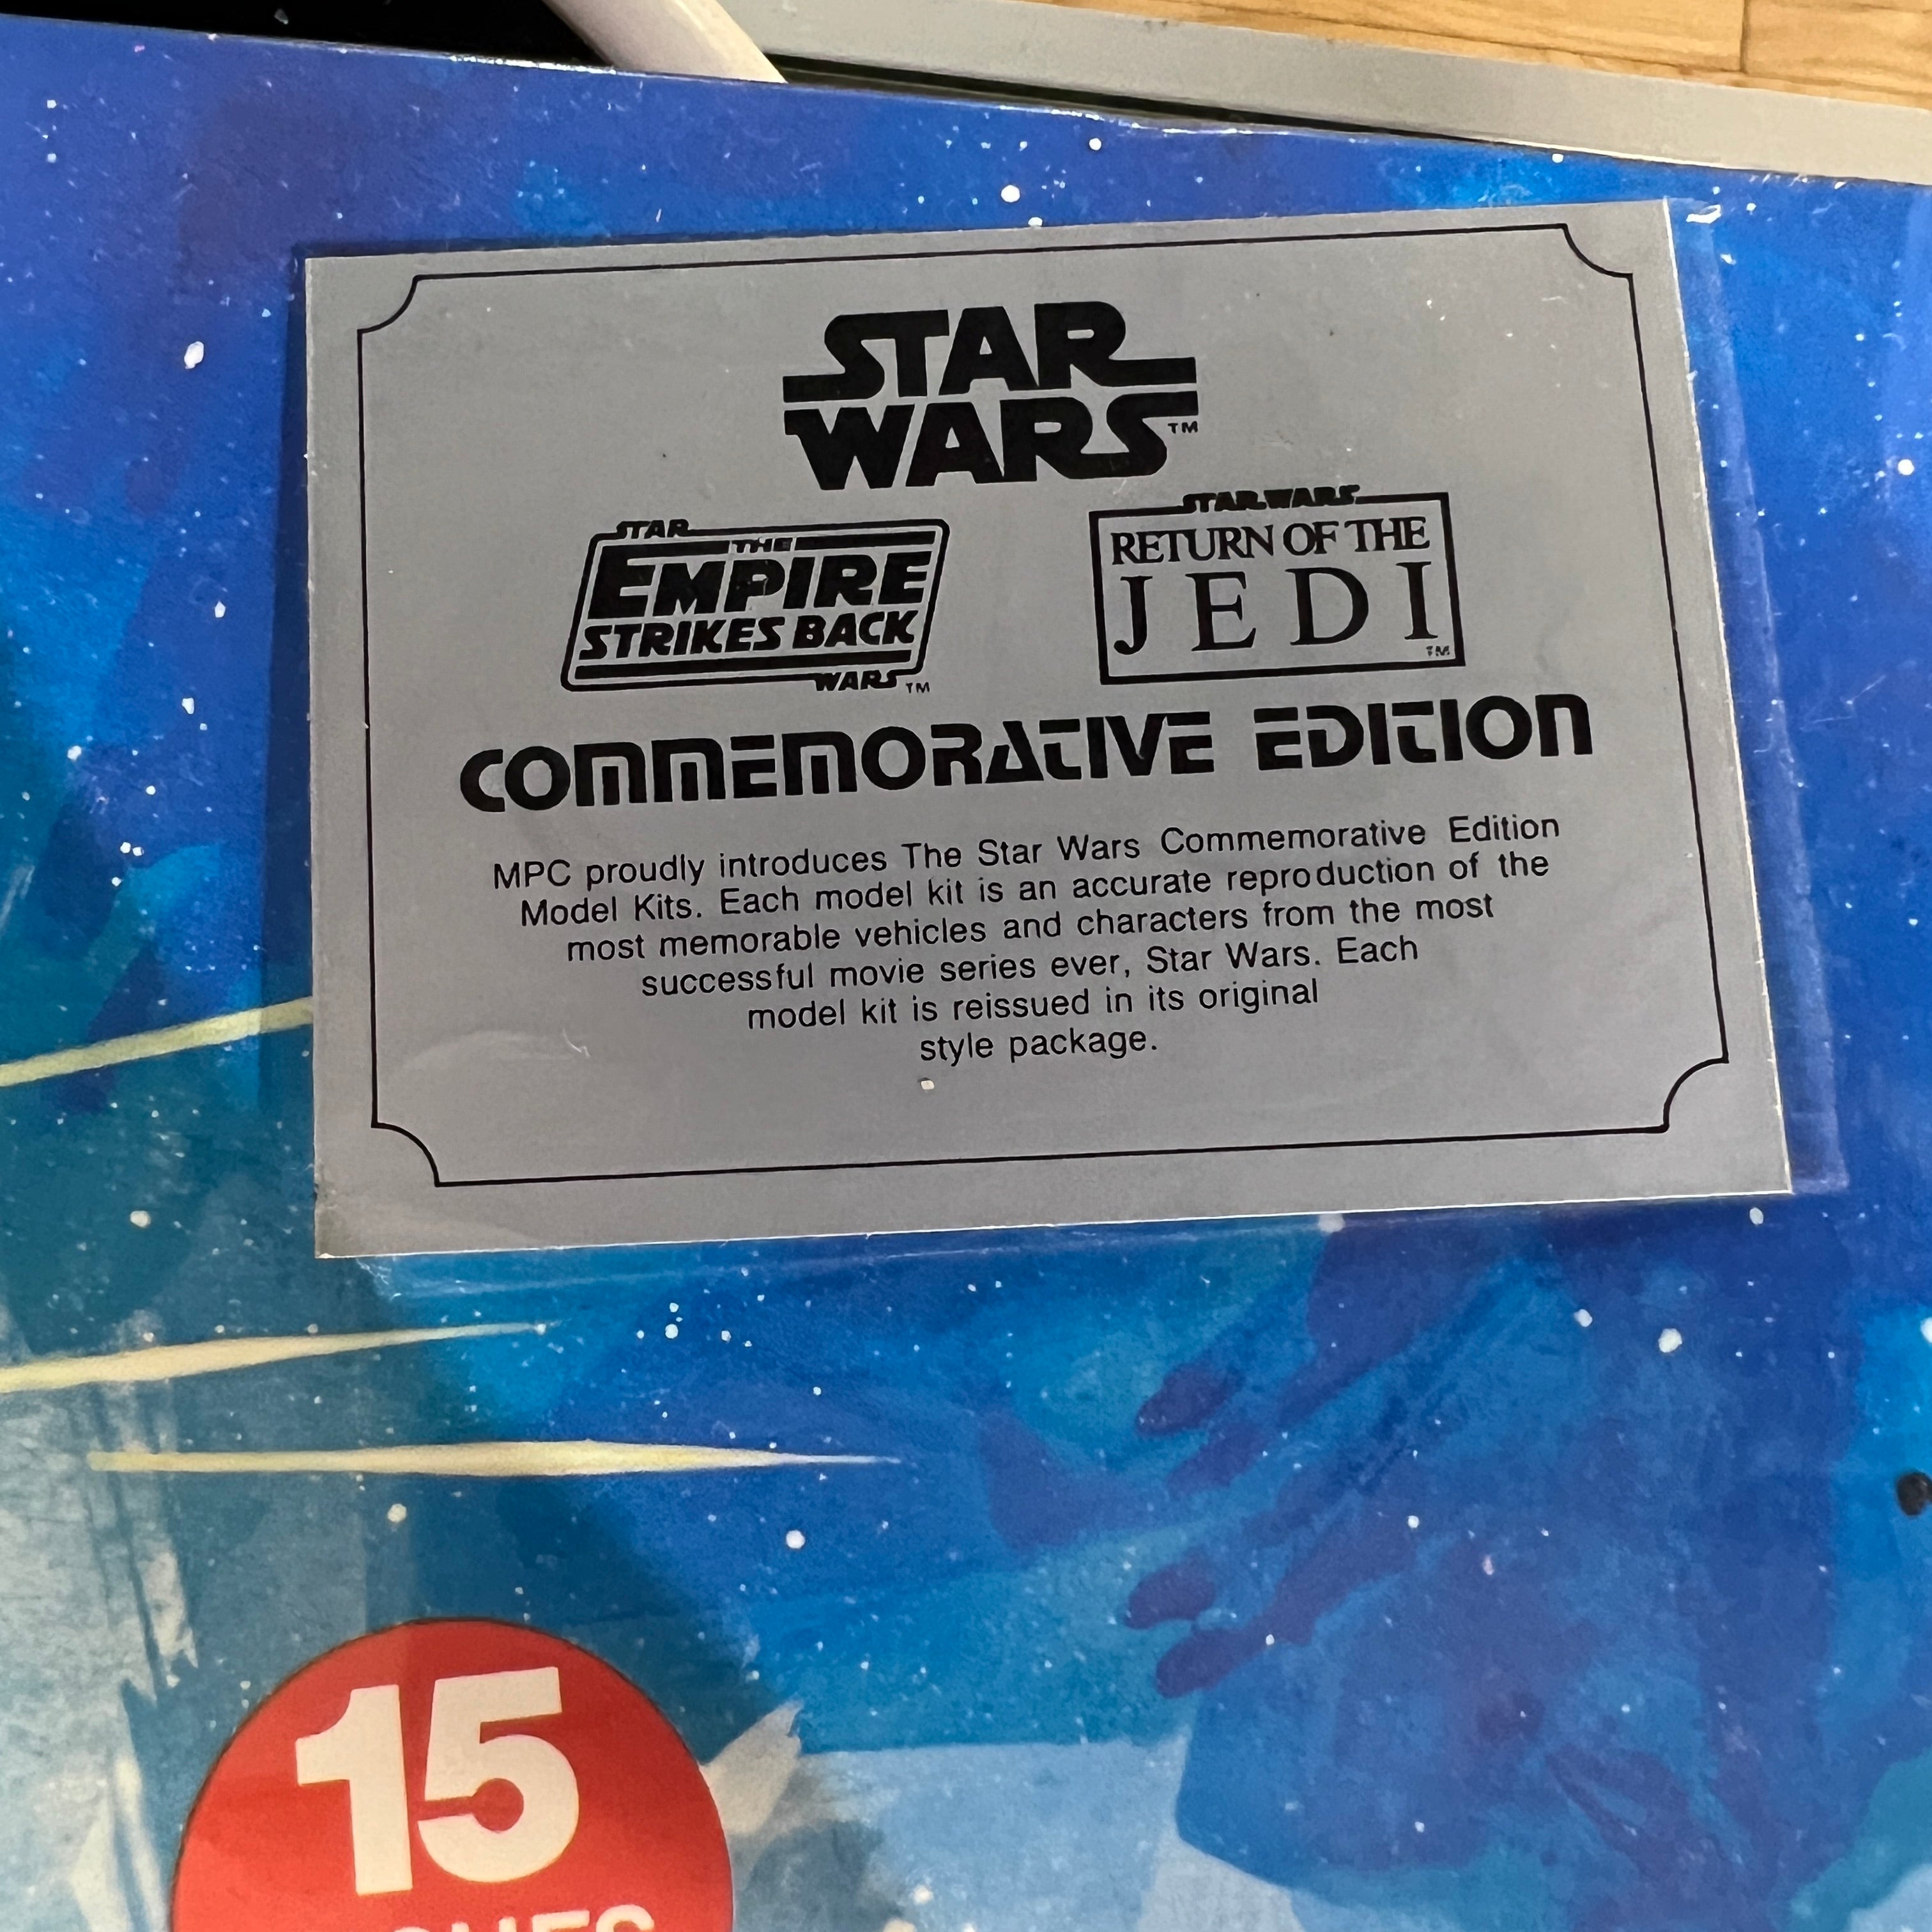 STAR
WARS™
STAR
THE
EMPIRE
STRIKES BACK
WARS™
STAR WARS
RETURN OF THE
JEDI™
COMMEMORATIVE EDITION
MPC proudly introduces The Star Wars Commemorative Edition
Model Kits. Each model kit is an accurate reproduction of the
most memorable vehicles and characters from the most
successful movie series ever, Star Wars. Each
model kit is reissued in its original
style package.
15